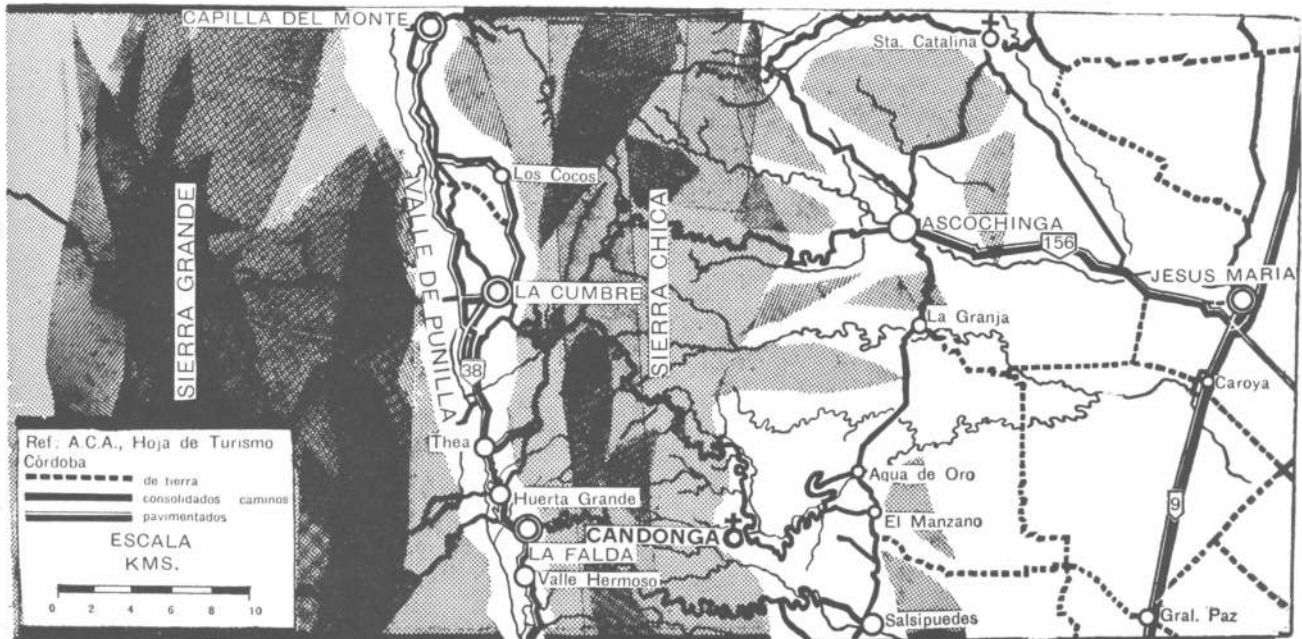 CAPILLA DEL MONTE
Sta. Catalina
Los Cocos
SIERRA GRANDE
VALLE DE PUNILLA
SIERRA CHICA
ASCOCHINGA
156
JESUS MARIA
LA CUMBRE
La Granja
38
Caroya
Ref: A.C.A., Hoja de Turismo
Córdoba
de tierra
consolidados caminos
pavimentados
ESCALA
KMS.
0 2 4 6 8 10
Thea
Huerta Grande
LA FALDA
Valle Hermoso
CANDONGA
Agua de Oro
El Manzano
9
Salsipuedes
Gral. Paz